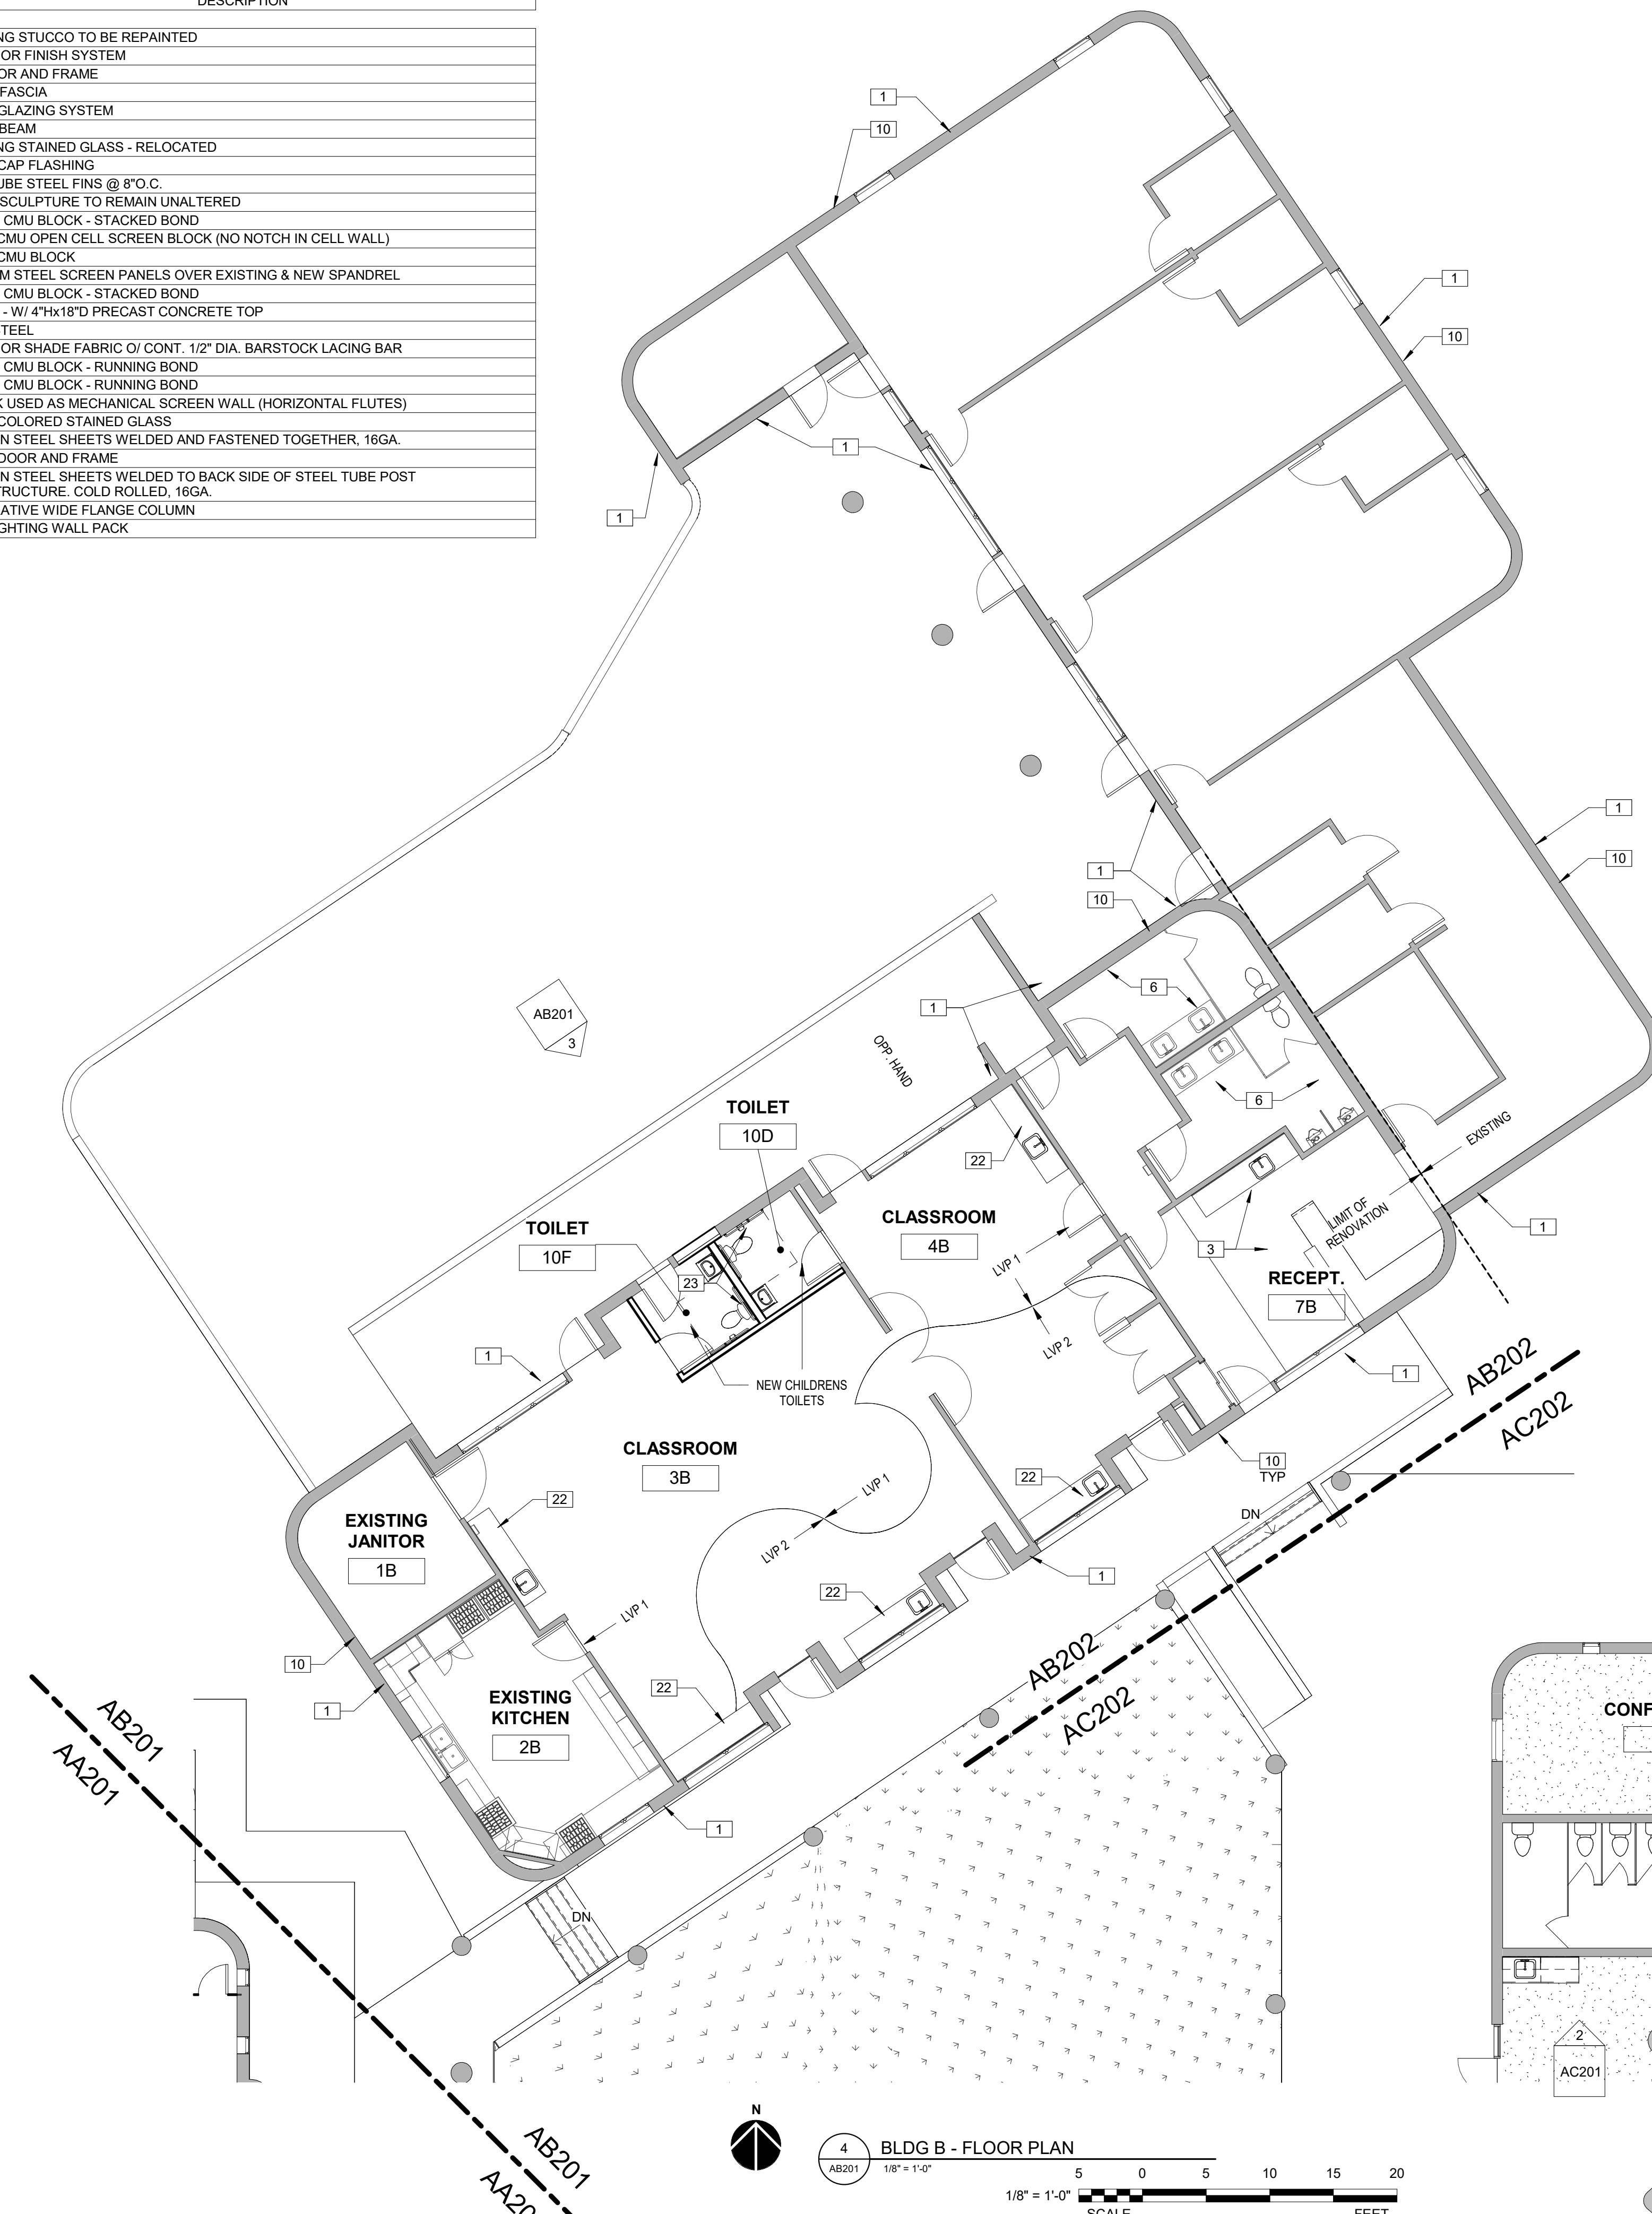 DESCRIPTION
NG STUCCO TO BE REPAINTED
OR FINISH SYSTEM
OR AND FRAME
FASCIA
GLAZING SYSTEM
BEAM
NG STAINED GLASS - RELOCATED
CAP FLASHING
UBE STEEL FINS @ 8"O.C.
SCULPTURE TO REMAIN UNALTERED
CMU BLOCK - STACKED BOND
CMU OPEN CELL SCREEN BLOCK (NO NOTCH IN CELL WALL)
CMU BLOCK
M STEEL SCREEN PANELS OVER EXISTING & NEW SPANDREL
CMU BLOCK - STACKED BOND
- W/ 4"Hx18"D PRECAST CONCRETE TOP
STEEL
OR SHADE FABRIC O/ CONT. 1/2" DIA. BARSTOCK LACING BAR
CMU BLOCK - RUNNING BOND
CMU BLOCK - RUNNING BOND
K USED AS MECHANICAL SCREEN WALL (HORIZONTAL FLUTES)
COLORED STAINED GLASS
N STEEL SHEETS WELDED AND FASTENED TOGETHER, 16GA.
DOOR AND FRAME
N STEEL SHEETS WELDED TO BACK SIDE OF STEEL TUBE POST
TRUCTURE. COLD ROLLED, 16GA.
ATIVE WIDE FLANGE COLUMN
GHTING WALL PACK
1
10
1
10
1
1
1
10
1
10
6
1
AB201
3
OPP. HAND
6
TOILET
10D
22
EXISTING
LIMIT OF
RENOVATION
1
CLASSROOM
4B
TOILET
10F
3
LVP 1
23
RECEPT.
7B
LVP 2
1
NEW CHILDRENS
TOILETS
1
AB202
AC202
CLASSROOM
3B
10
TYP
22
LVP 1
22
DN
EXISTING
JANITOR
1B
LVP 2
1
22
LVP 1
10
AB202
AC202
22
1
EXISTING
KITCHEN
2B
CONF
AB201
AA201
1
DN
2
AC201
N
4
AB201
BLDG B - FLOOR PLAN
1/8" = 1'-0"
AB201
AA20
5 0 5 10 15 20
1/8" = 1'-0"
SCALE FEET